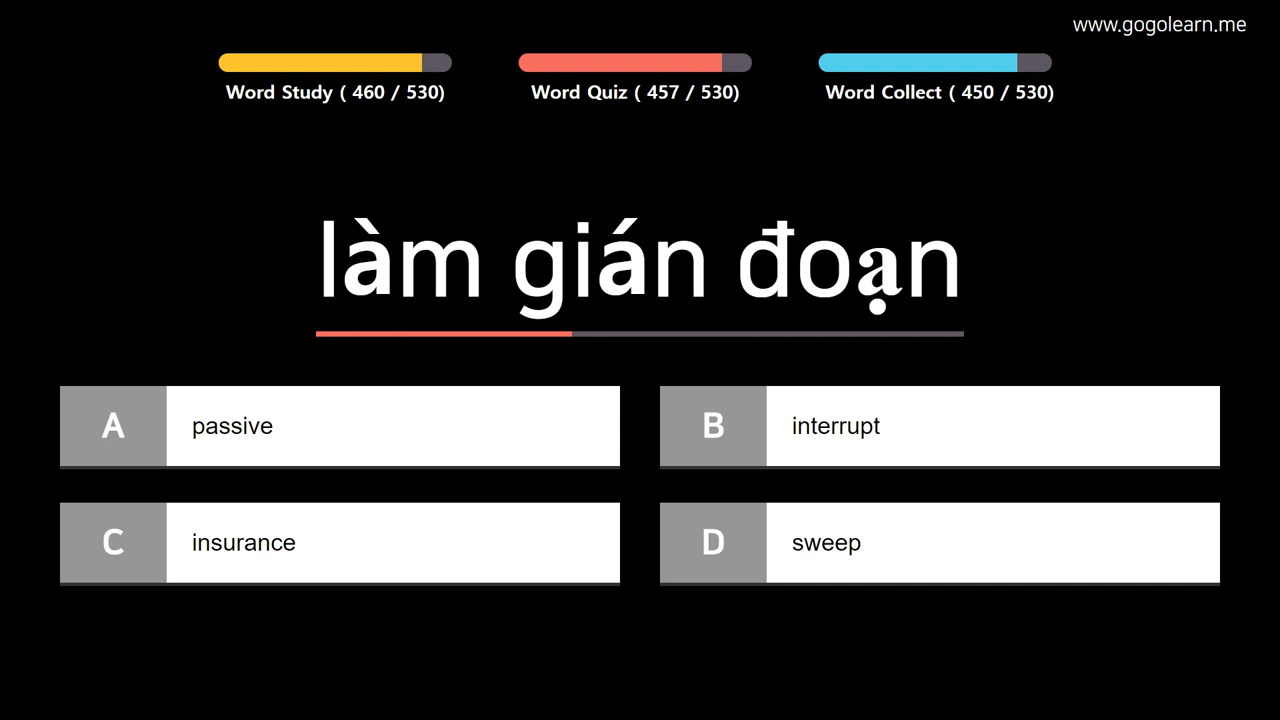 www.gogolearn.me
Word Study ( 460 / 530)
Word Quiz ( 457 / 530)
Word Collect ( 450 / 530)
làm gián đoạn
A passive
B interrupt
C insurance
D sweep